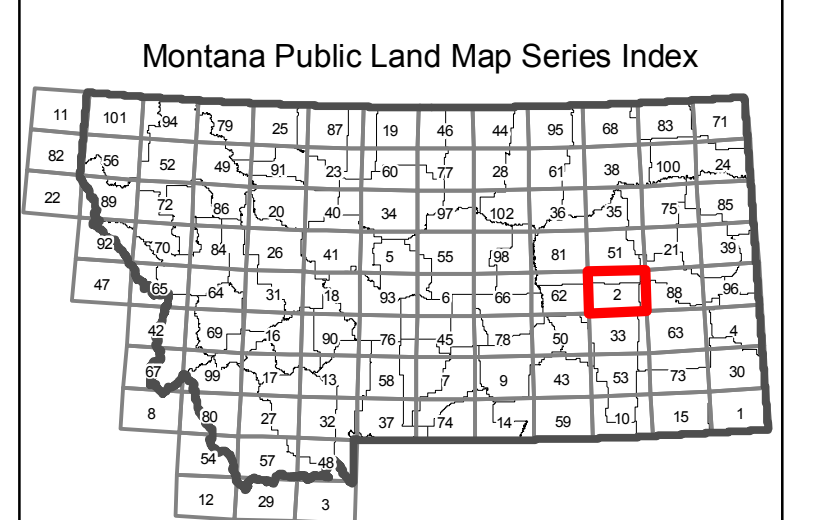 Montana Public Land Map Series Index
11 101 94 79 25 87 19 46 44 95 68 83 71
82 56 52 49 91 23 60 77 28 61 38 100 24
22 89 72 86 20 40 34 97 102 36 35 75 85
92 70 84 26 41 5 55 98 81 51 21 39
47 65 64 31 18 93 6 66 62 2 88 96
42 69 16 90 76 45 78 50 33 63 4
67 99 17 13 58 7 9 43 53 73 30
8 80 27 32 37 74 14 59 10 15 1
54 57 48
12 29 3